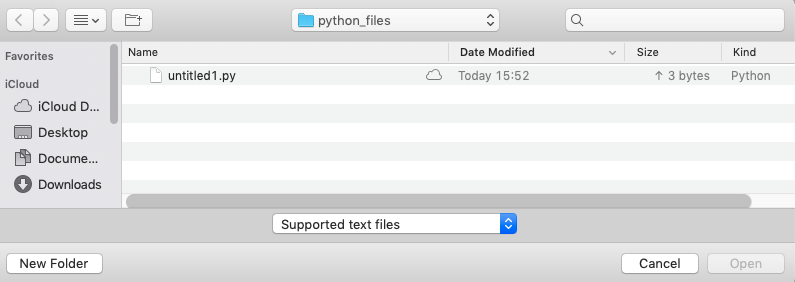 python_files
Favorites
iCloud
iCloud D...
Desktop
Docume...
Downloads
Name Date Modified Size Kind
untitled1.py Today 15:52 ↑ 3 bytes Python
Supported text files
New Folder Cancel Open